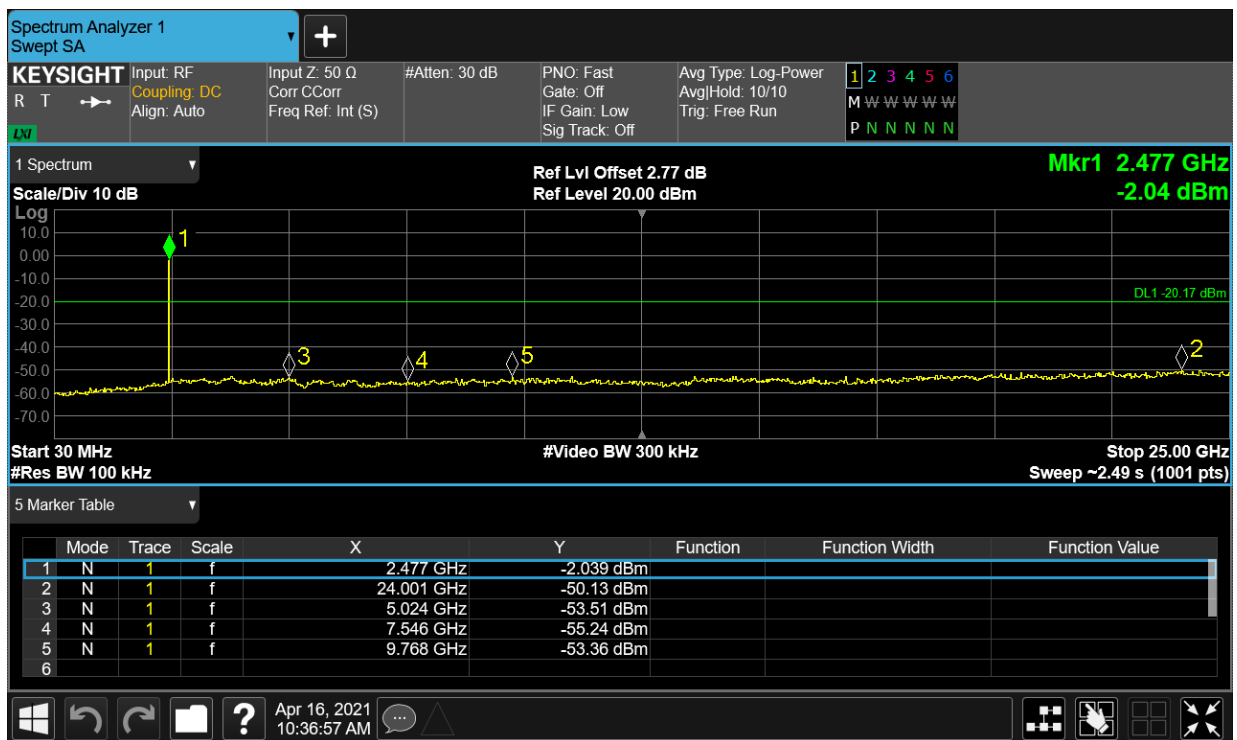 Spectrum Analyzer 1
Swept SA
KEYSIGHT
R T
LXI
Input: RF
Coupling: DC
Align: Auto
Input Z: 50 Ω
Corr CCorr
Freq Ref: Int (S)
#Atten: 30 dB
PNO: Fast
Gate: Off
IF Gain: Low
Sig Track: Off
Avg Type: Log-Power
Avg|Hold: 10/10
Trig: Free Run
1 2 3 4 5 6
M W W W W W
P N N N N N
1 Spectrum
Scale/Div 10 dB
Ref Lvl Offset 2.77 dB
Ref Level 20.00 dBm
Mkr1 2.477 GHz
-2.04 dBm
Log
10.0
0.00
-10.0
-20.0
-30.0
-40.0
-50.0
-60.0
-70.0
1
3
4
5
2
DL1 -20.17 dBm
Start 30 MHz
#Res BW 100 kHz
#Video BW 300 kHz
Stop 25.00 GHz
Sweep ~2.49 s (1001 pts)
5 Marker Table
Mode Trace Scale X Y Function Function Width Function Value
1 N 1 f 2.477 GHz -2.039 dBm
2 N 1 f 24.001 GHz -50.13 dBm
3 N 1 f 5.024 GHz -53.51 dBm
4 N 1 f 7.546 GHz -55.24 dBm
5 N 1 f 9.768 GHz -53.36 dBm
6
?
Apr 16, 2021
10:36:57 AM